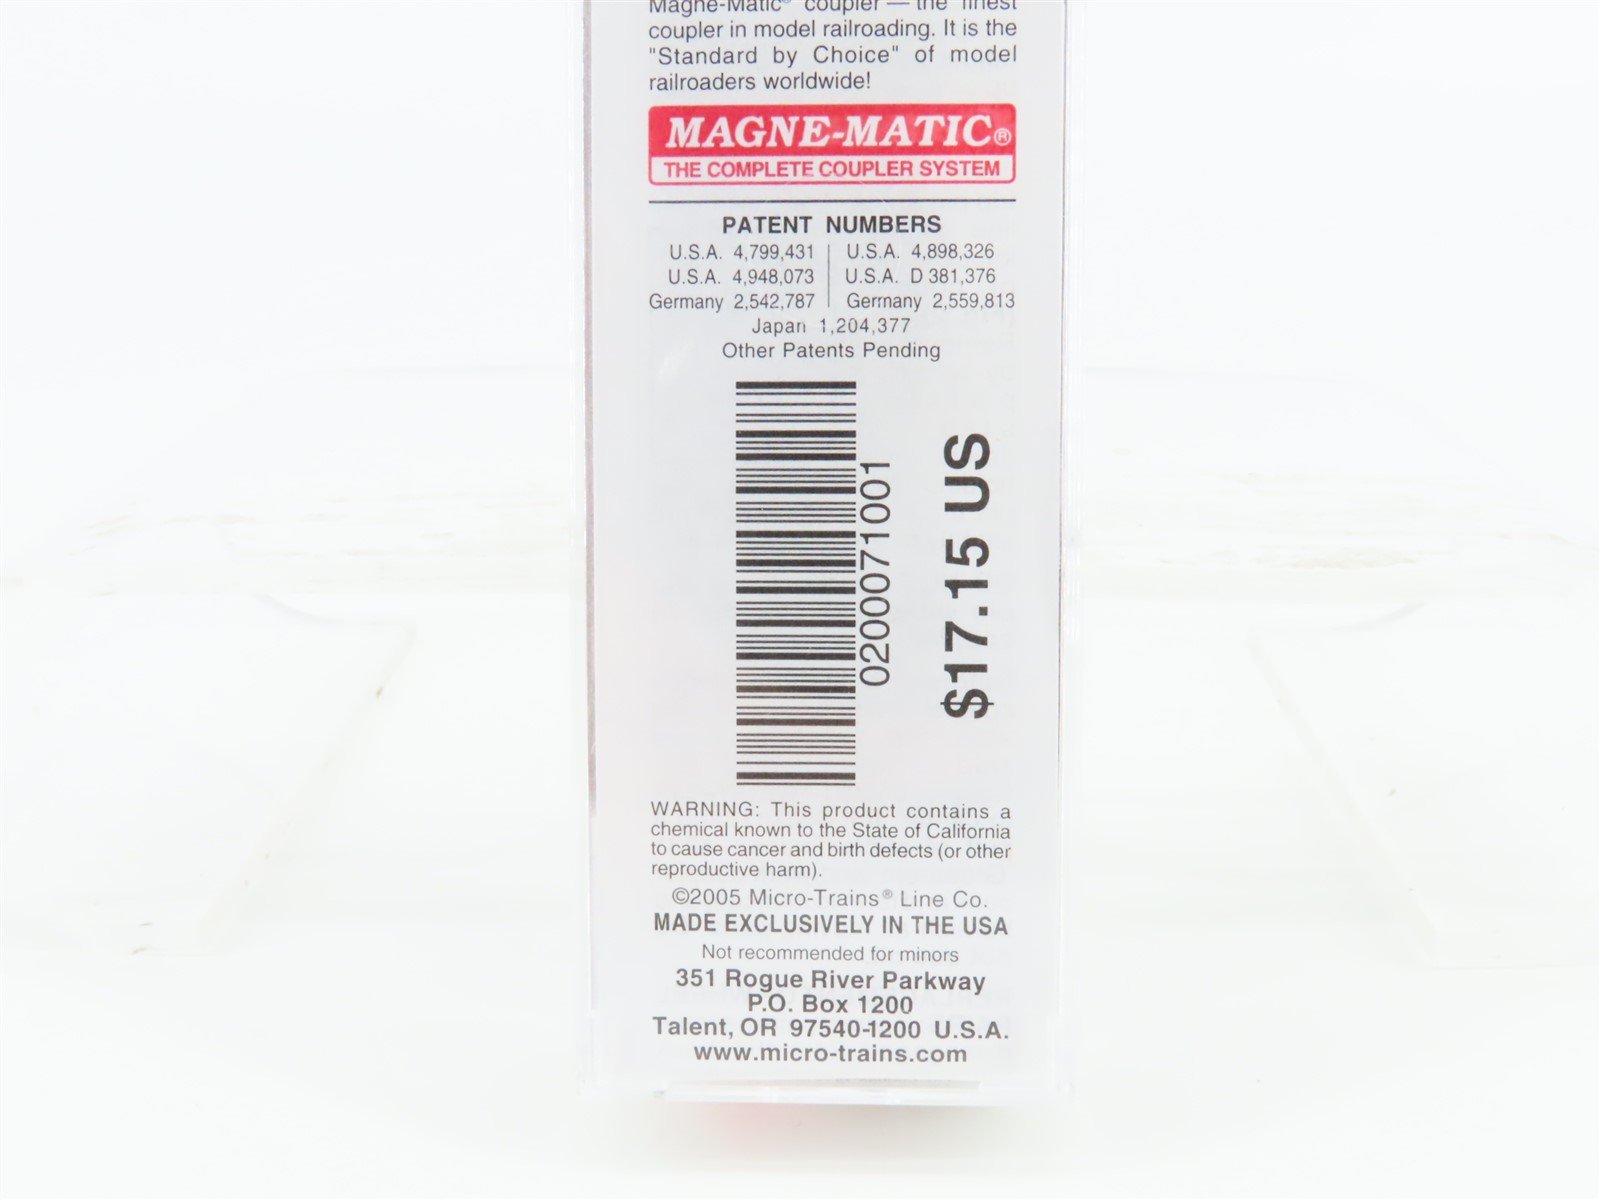 Magne-Matic® coupler — the finest
coupler in model railroading. It is the
"Standard by Choice" of model
railroaders worldwide!
MAGNE-MATIC®
THE COMPLETE COUPLER SYSTEM
PATENT NUMBERS
U.S.A. 4,799,431 | U.S.A. 4,898,326
U.S.A. 4,948,073 | U.S.A. D 381,376
Germany 2,542,787 | Germany 2,559,813
Japan 1,204,377
Other Patents Pending
0200071001
$17.15 US
WARNING: This product contains a
chemical known to the State of California
to cause cancer and birth defects (or other
reproductive harm).
©2005 Micro-Trains® Line Co.
MADE EXCLUSIVELY IN THE USA
Not recommended for minors
351 Rogue River Parkway
P.O. Box 1200
Talent, OR 97540-1200 U.S.A.
www.micro-trains.com